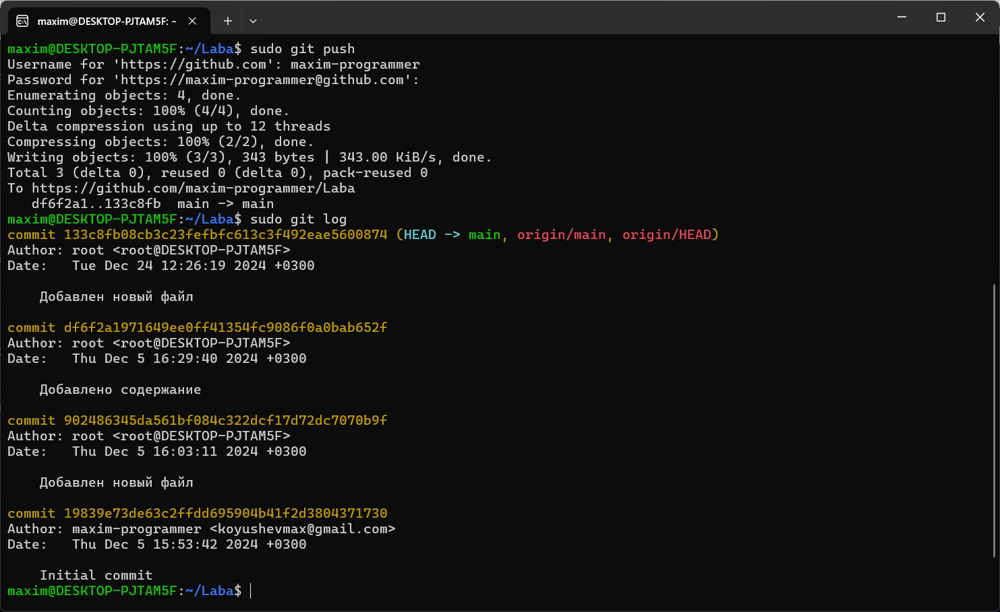 maxim@DESKTOP-PJTAM5F: ~
maxim@DESKTOP-PJTAM5F:~/Laba$ sudo git push
Username for 'https://github.com': maxim-programmer
Password for 'https://maxim-programmer@github.com':
Enumerating objects: 4, done.
Counting objects: 100% (4/4), done.
Delta compression using up to 12 threads
Compressing objects: 100% (2/2), done.
Writing objects: 100% (3/3), 343 bytes | 343.00 KiB/s, done.
Total 3 (delta 0), reused 0 (delta 0), pack-reused 0
To https://github.com/maxim-programmer/Laba
   df6f2a1..133c8fb  main -> main
maxim@DESKTOP-PJTAM5F:~/Laba$ sudo git log
commit 133c8fb08cb3c23fefbfc613c3f492eae5600874 (HEAD -> main, origin/main, origin/HEAD)
Author: root <root@DESKTOP-PJTAM5F>
Date:   Tue Dec 24 12:26:19 2024 +0300
    Добавлен новый файл
commit df6f2a1971649ee0ff41354fc9086f0a0bab652f
Author: root <root@DESKTOP-PJTAM5F>
Date:   Thu Dec 5 16:29:40 2024 +0300
    Добавлено содержание
commit 902486345da561bf084c322dcf17d72dc7070b9f
Author: root <root@DESKTOP-PJTAM5F>
Date:   Thu Dec 5 16:03:11 2024 +0300
    Добавлен новый файл
commit 19839e73de63c2ffdd695904b41f2d3804371730
Author: maxim-programmer <koyushevmax@gmail.com>
Date:   Thu Dec 5 15:53:42 2024 +0300
    Initial commit
maxim@DESKTOP-PJTAM5F:~/Laba$